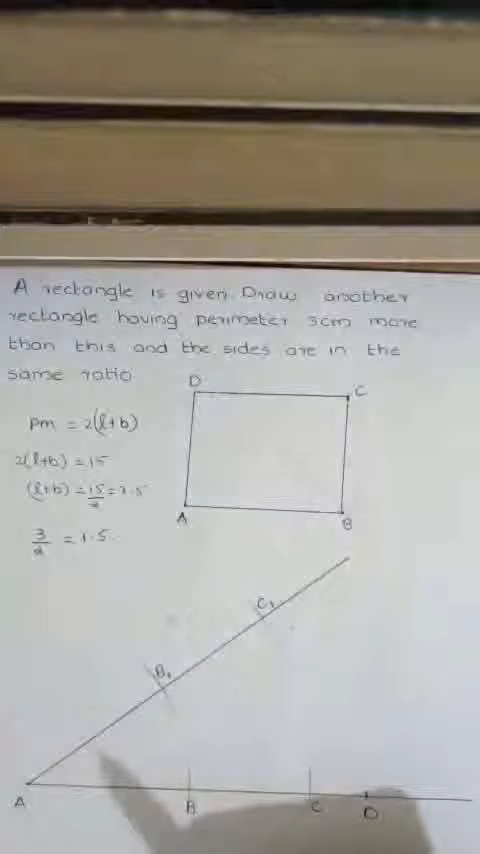 A rectangle is given. Draw another
rectangle having perimeter 3cm more
than this and the sides are in the
same ratio.
D
C
Pm = 2(l+b)
2(l+b) = 15
(l+b) = 15/2 = 7.5
A
B
3/2 = 1.5
C₁
B₁
A
B
C
D